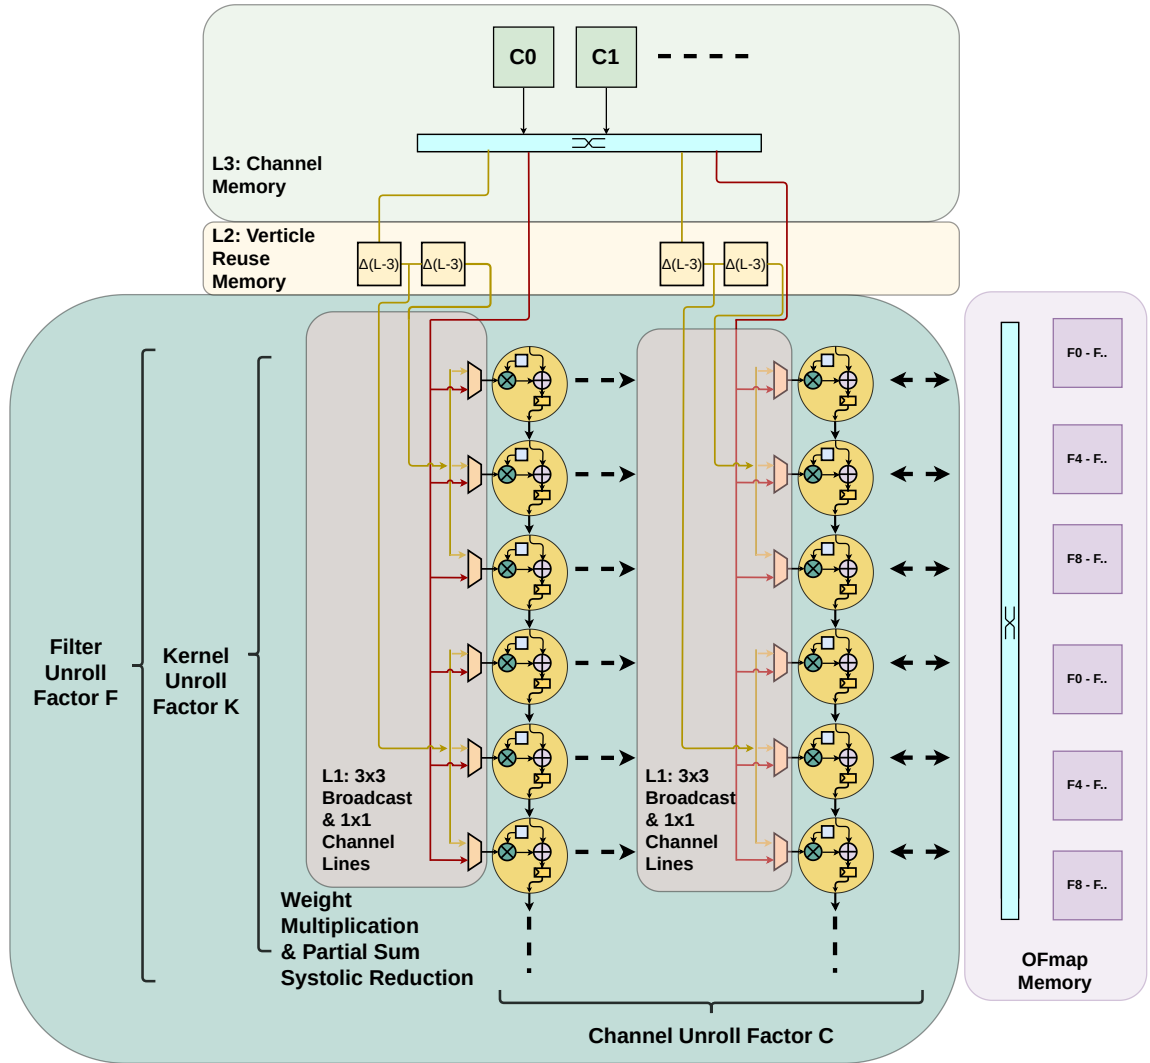 C0
C1
L3: Channel
Memory
L2: Verticle
Reuse
Memory
Δ(L-3)
Δ(L-3)
Δ(L-3)
Δ(L-3)
Filter
Unroll
Factor F
Kernel
Unroll
Factor K
L1: 3x3
Broadcast
& 1x1
Channel
Lines
L1: 3x3
Broadcast
& 1x1
Channel
Lines
Weight
Multiplication
& Partial Sum
Systolic Reduction
Channel Unroll Factor C
F0 - F..
F4 - F..
F8 - F..
F0 - F..
F4 - F..
F8 - F..
OFmap
Memory